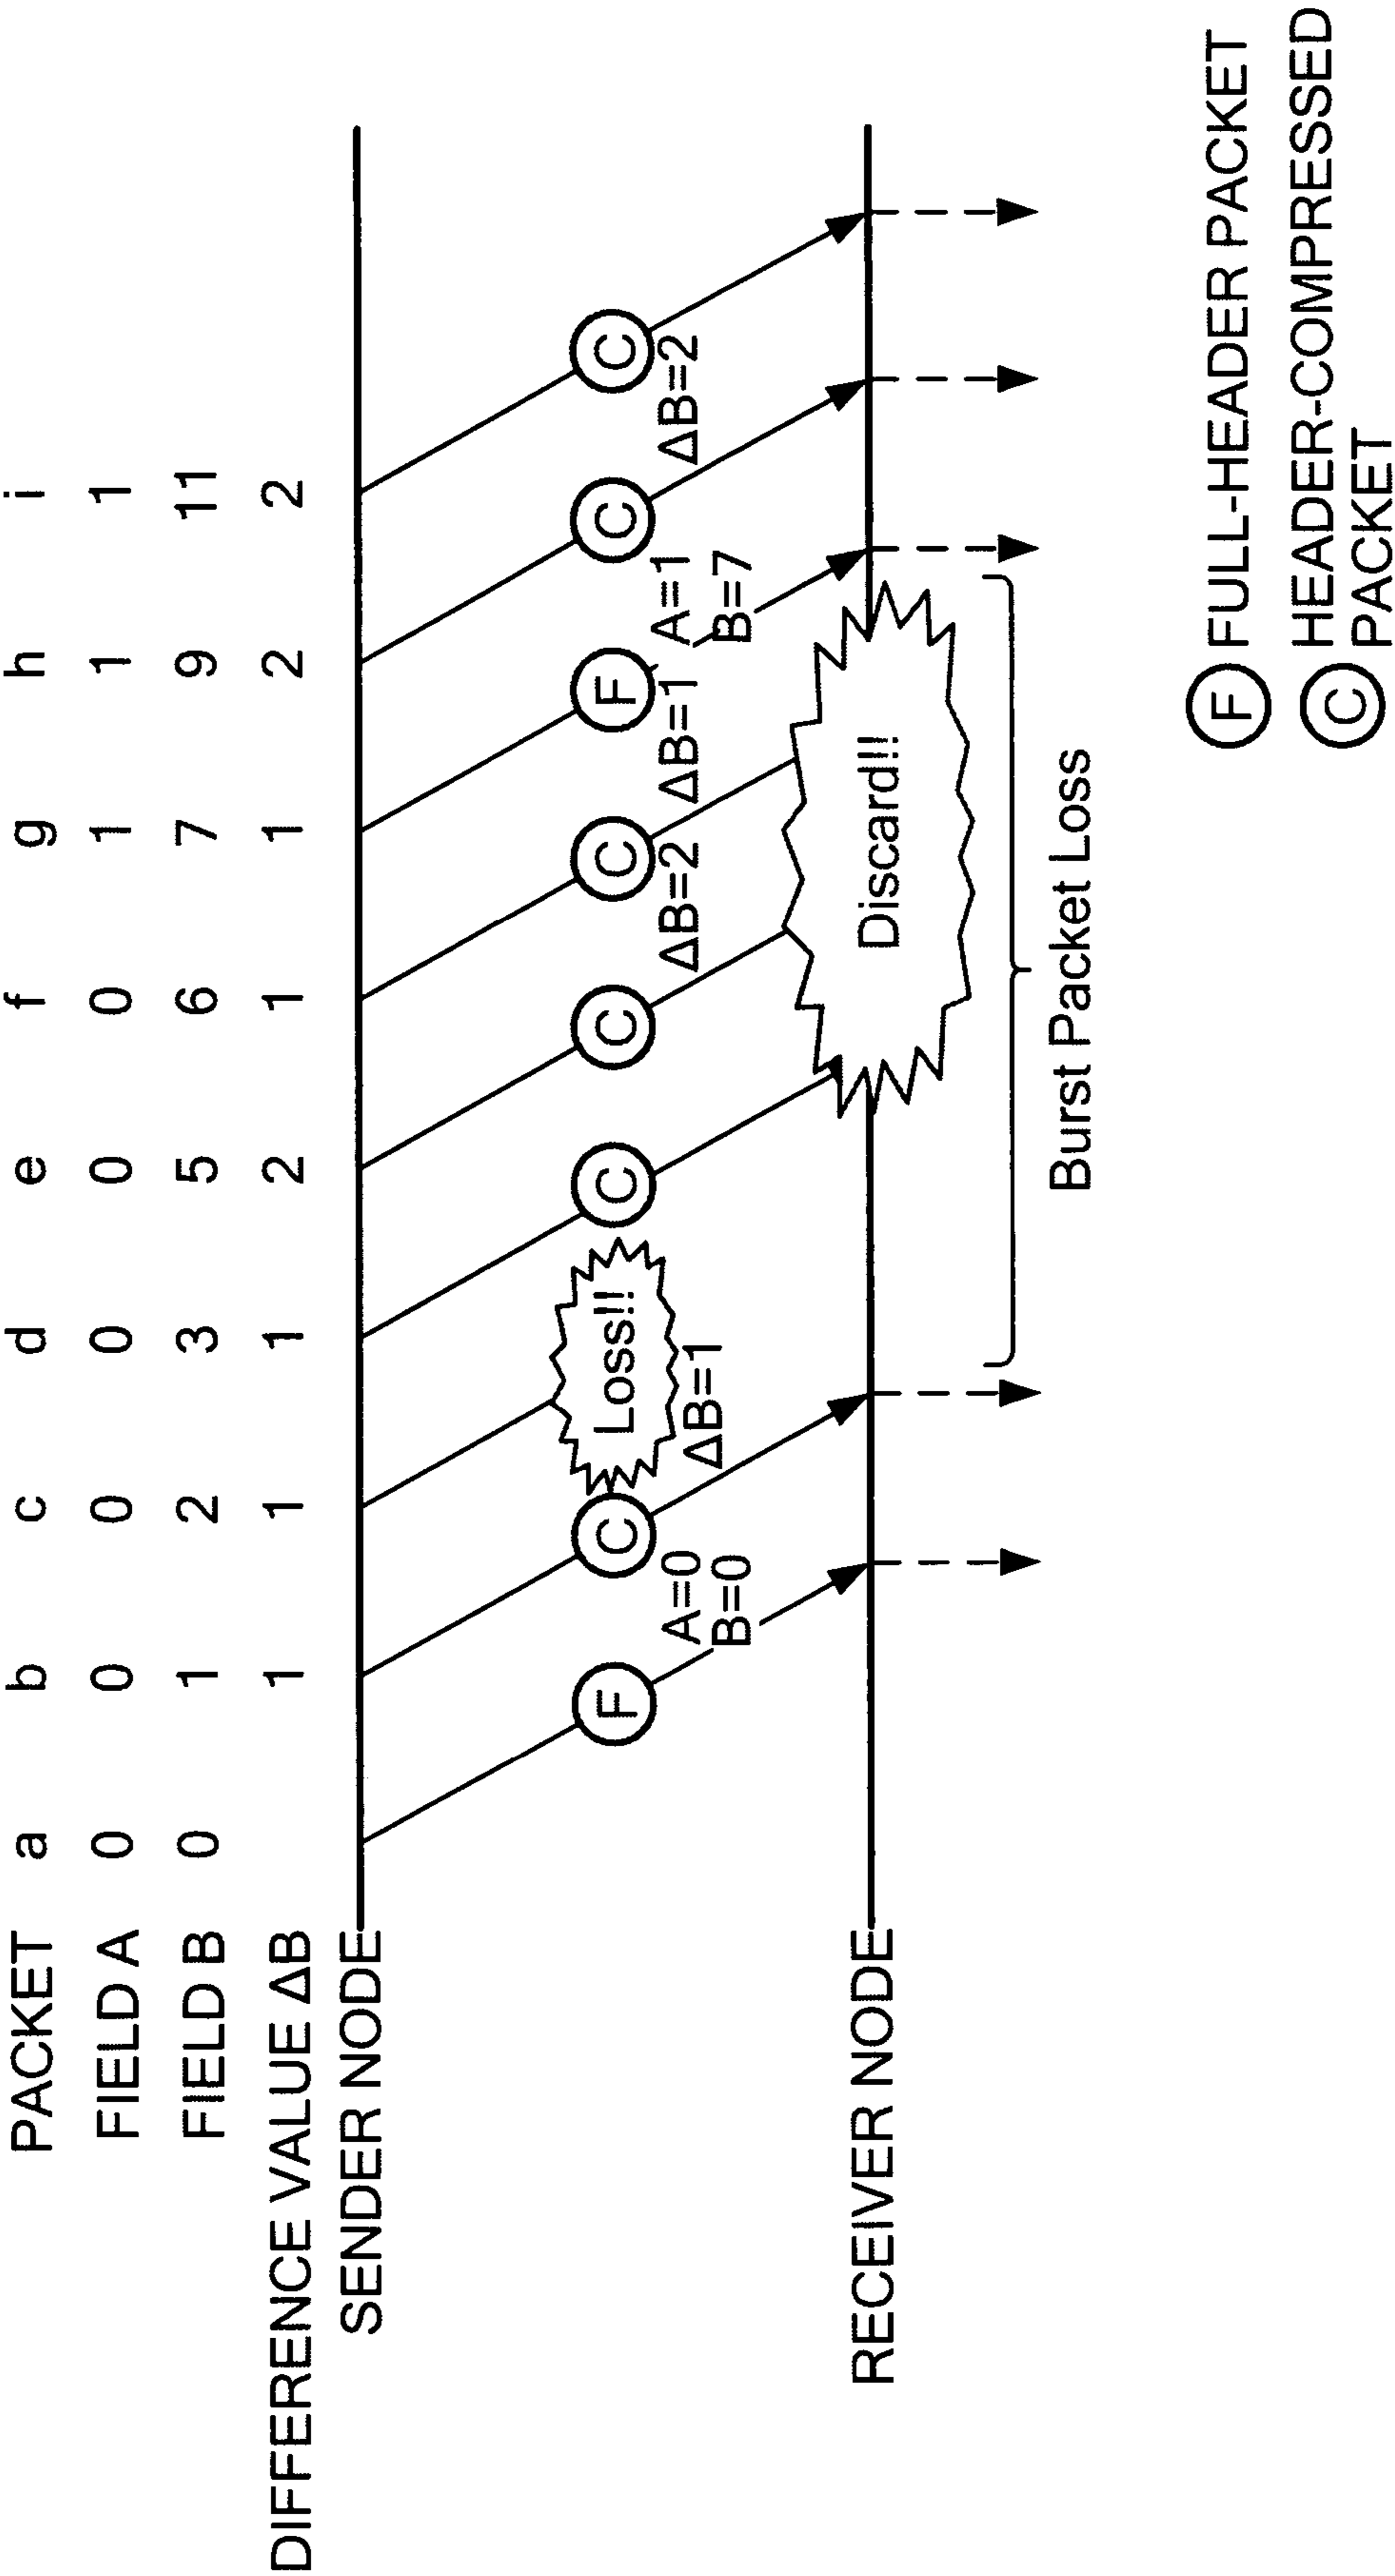 PACKET a b c d e f g h i
FIELD A 0 0 0 0 0 0 1 1 1
FIELD B 0 1 2 3 5 6 7 9 11
DIFFERENCE VALUE ΔB 1 1 1 2 1 1 2 2
SENDER NODE
F C Loss!! C C C F C C
A=0
B=0
ΔB=1
ΔB=2
ΔB=1
A=1
B=7
ΔB=2
RECEIVER NODE
Discard!!
Burst Packet Loss
F FULL-HEADER PACKET
C HEADER-COMPRESSED
PACKET